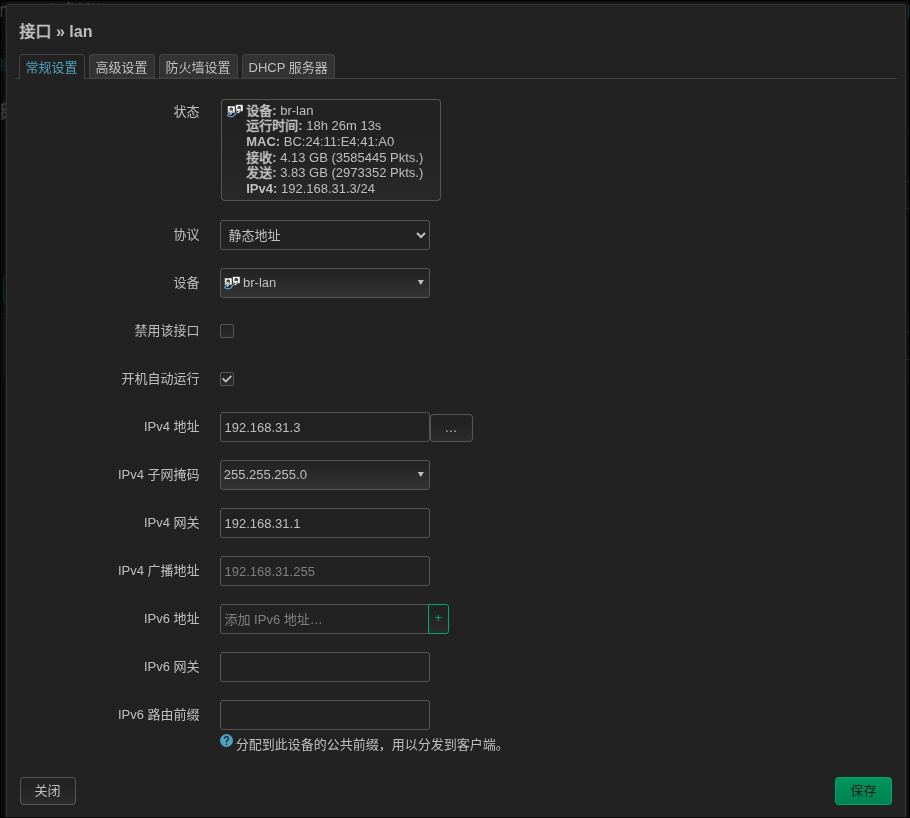 接口 » lan
常规设置 高级设置 防火墙设置 DHCP 服务器
状态
设备: br-lan
运行时间: 18h 26m 13s
MAC: BC:24:11:E4:41:A0
接收: 4.13 GB (3585445 Pkts.)
发送: 3.83 GB (2973352 Pkts.)
IPv4: 192.168.31.3/24
协议 静态地址
设备 br-lan
禁用该接口
开机自动运行
IPv4 地址 192.168.31.3 ...
IPv4 子网掩码 255.255.255.0
IPv4 网关 192.168.31.1
IPv4 广播地址 192.168.31.255
IPv6 地址 添加 IPv6 地址… +
IPv6 网关
IPv6 路由前缀
? 分配到此设备的公共前缀，用以分发到客户端。
关闭 保存